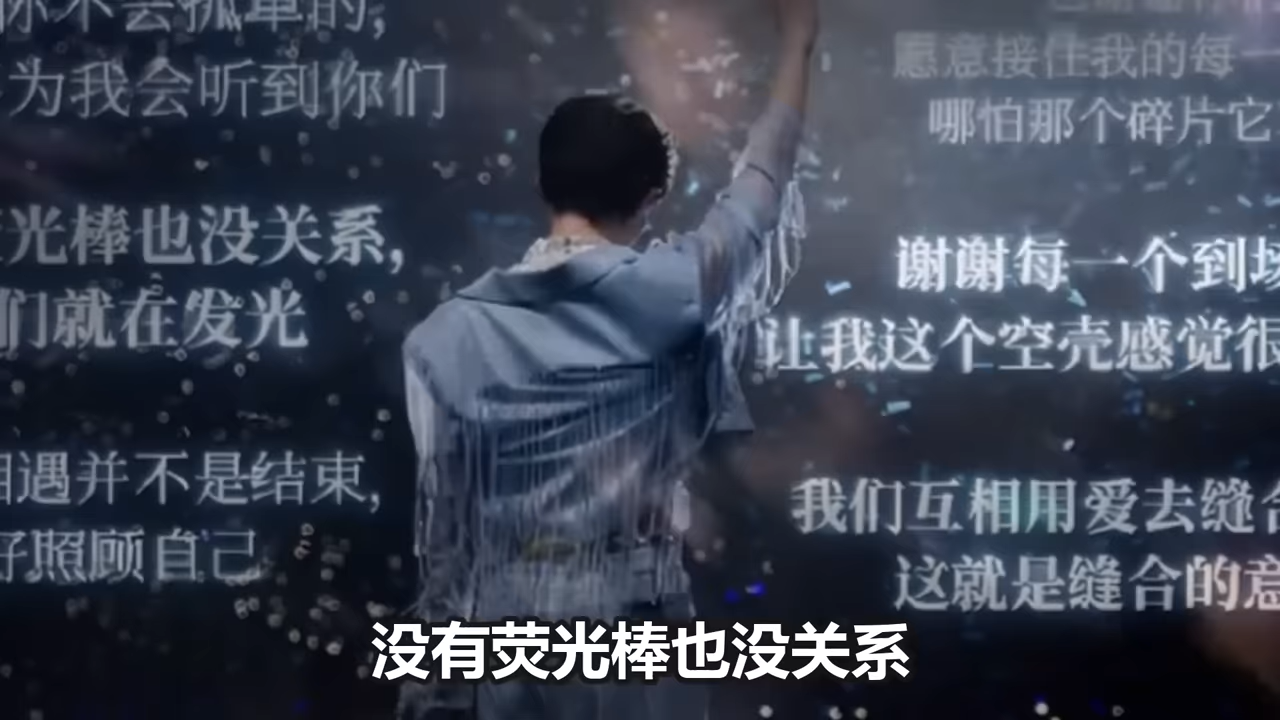 你不会孤单的,
为我会听到你们
光棒也没关系,
们就在发光
相遇并不是结束,
好照顾自己
愿意接住我的每一
哪怕那个碎片它
谢谢每一个到场
让我这个空壳感觉很
我们互相用爱去缝合
这就是缝合的意
没有荧光棒也没关系